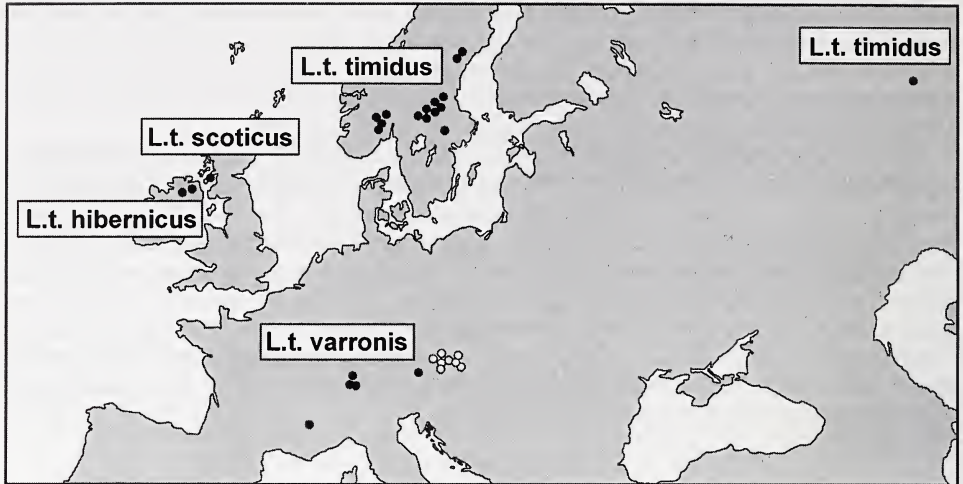 L.t. timidus
L.t. timidus
L.t. scoticus
L.t. hibernicus
L.t. varronis